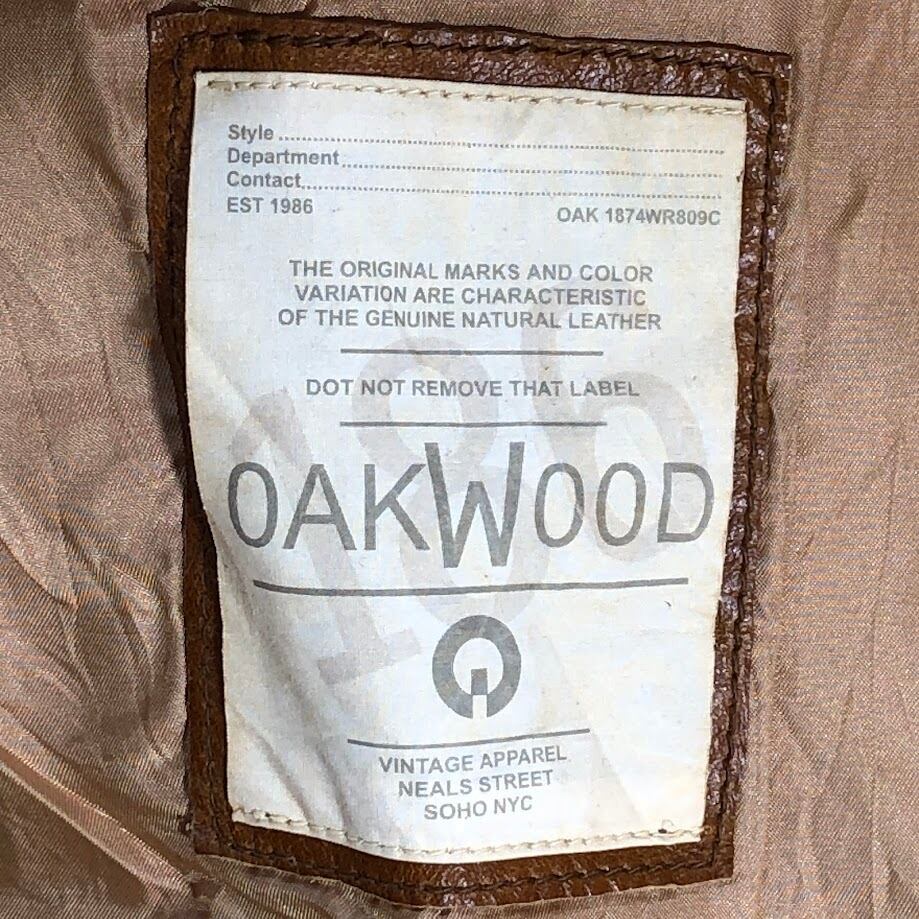 Style
Department
Contact
EST 1986 OAK 1874WR809C
THE ORIGINAL MARKS AND COLOR
VARIATION ARE CHARACTERISTIC
OF THE GENUINE NATURAL LEATHER
DOT NOT REMOVE THAT LABEL
OAKWOOD
VINTAGE APPAREL
NEALS STREET
SOHO NYC